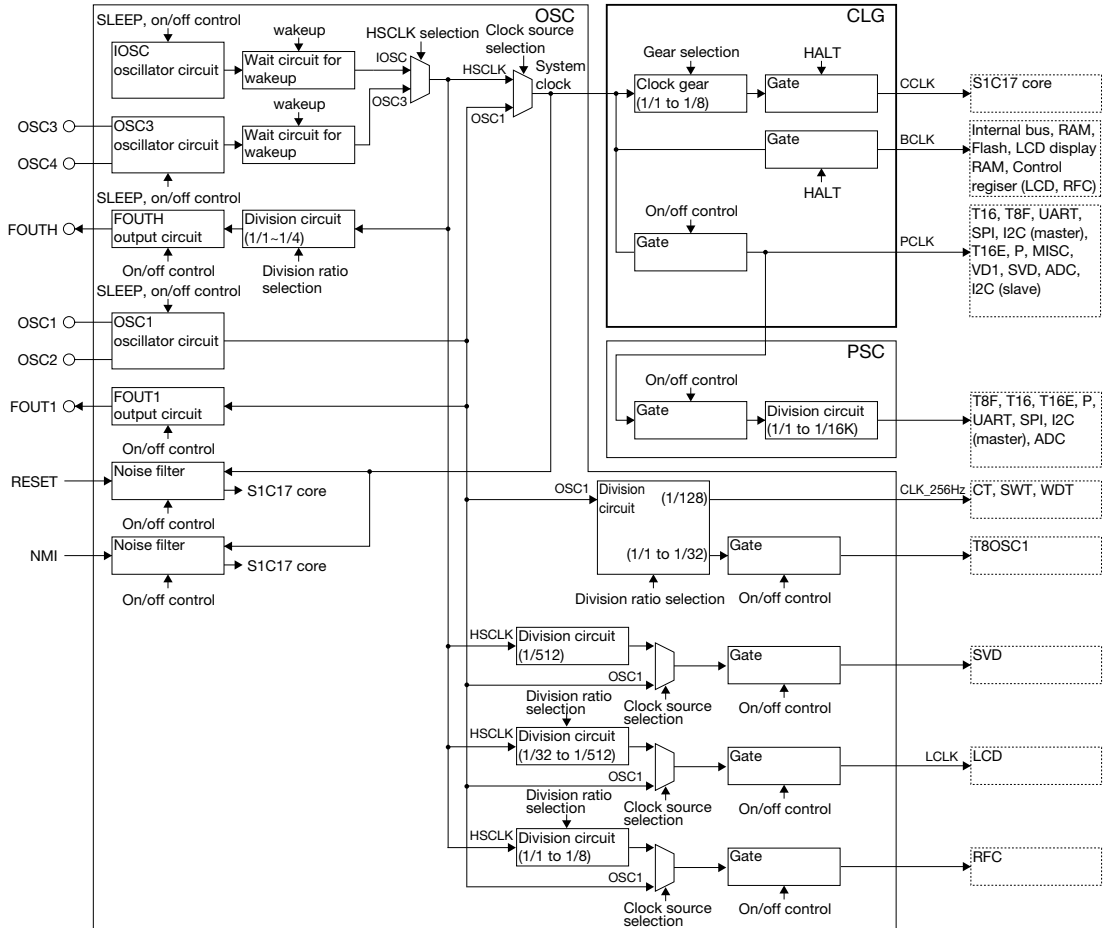 OSC
CLG
SLEEP, on/off control
IOSC
oscillator circuit
wakeup
Wait circuit for
wakeup
IOSC
HSCLK selection
Clock source
selection
HSCLK
System
clock
OSC3
OSC1
Gear selection
Clock gear
(1/1 to 1/8)
HALT
Gate
CCLK
S1C17 core
OSC3
OSC4
OSC3
oscillator circuit
wakeup
Wait circuit for
wakeup
SLEEP, on/off control
Gate
HALT
BCLK
Internal bus, RAM,
Flash, LCD display
RAM, Control
regiser (LCD, RFC)
FOUTH
FOUTH
output circuit
On/off control
Division circuit
(1/1~1/4)
Division ratio
selection
On/off control
Gate
PCLK
T16, T8F, UART,
SPI, I2C (master),
T16E, P, MISC,
VD1, SVD, ADC,
I2C (slave)
SLEEP, on/off control
OSC1
OSC2
OSC1
oscillator circuit
PSC
On/off control
Gate
Division circuit
(1/1 to 1/16K)
T8F, T16, T16E, P,
UART, SPI, I2C
(master), ADC
FOUT1
FOUT1
output circuit
On/off control
RESET
Noise filter
S1C17 core
On/off control
NMI
Noise filter
S1C17 core
On/off control
OSC1
Division
circuit
(1/128)
(1/1 to 1/32)
Division ratio selection
CLK_256Hz
CT, SWT, WDT
Gate
On/off control
T8OSC1
HSCLK
Division circuit
(1/512)
OSC1
Clock source
selection
Gate
On/off control
SVD
Division ratio
selection
HSCLK
Division circuit
(1/32 to 1/512)
OSC1
Clock source
selection
Gate
On/off control
LCLK
LCD
Division ratio
selection
HSCLK
Division circuit
(1/1 to 1/8)
OSC1
Clock source
selection
Gate
On/off control
RFC